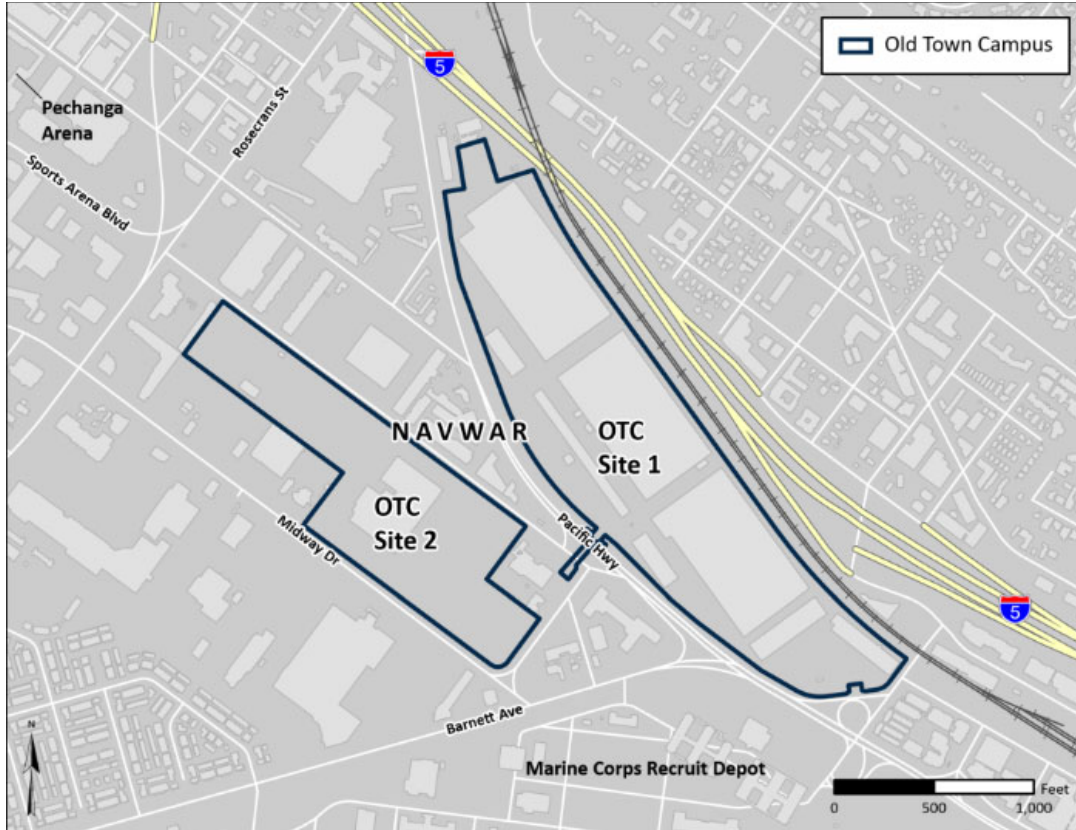 5
Old Town Campus
Pechanga
Arena
Rosecrans St
Sports Arena Blvd
NAVWAR
OTC
Site 1
OTC
Site 2
Pacific Hwy
Midway Dr
5
Barnett Ave
Marine Corps Recruit Depot
N
Feet
0 500 1,000